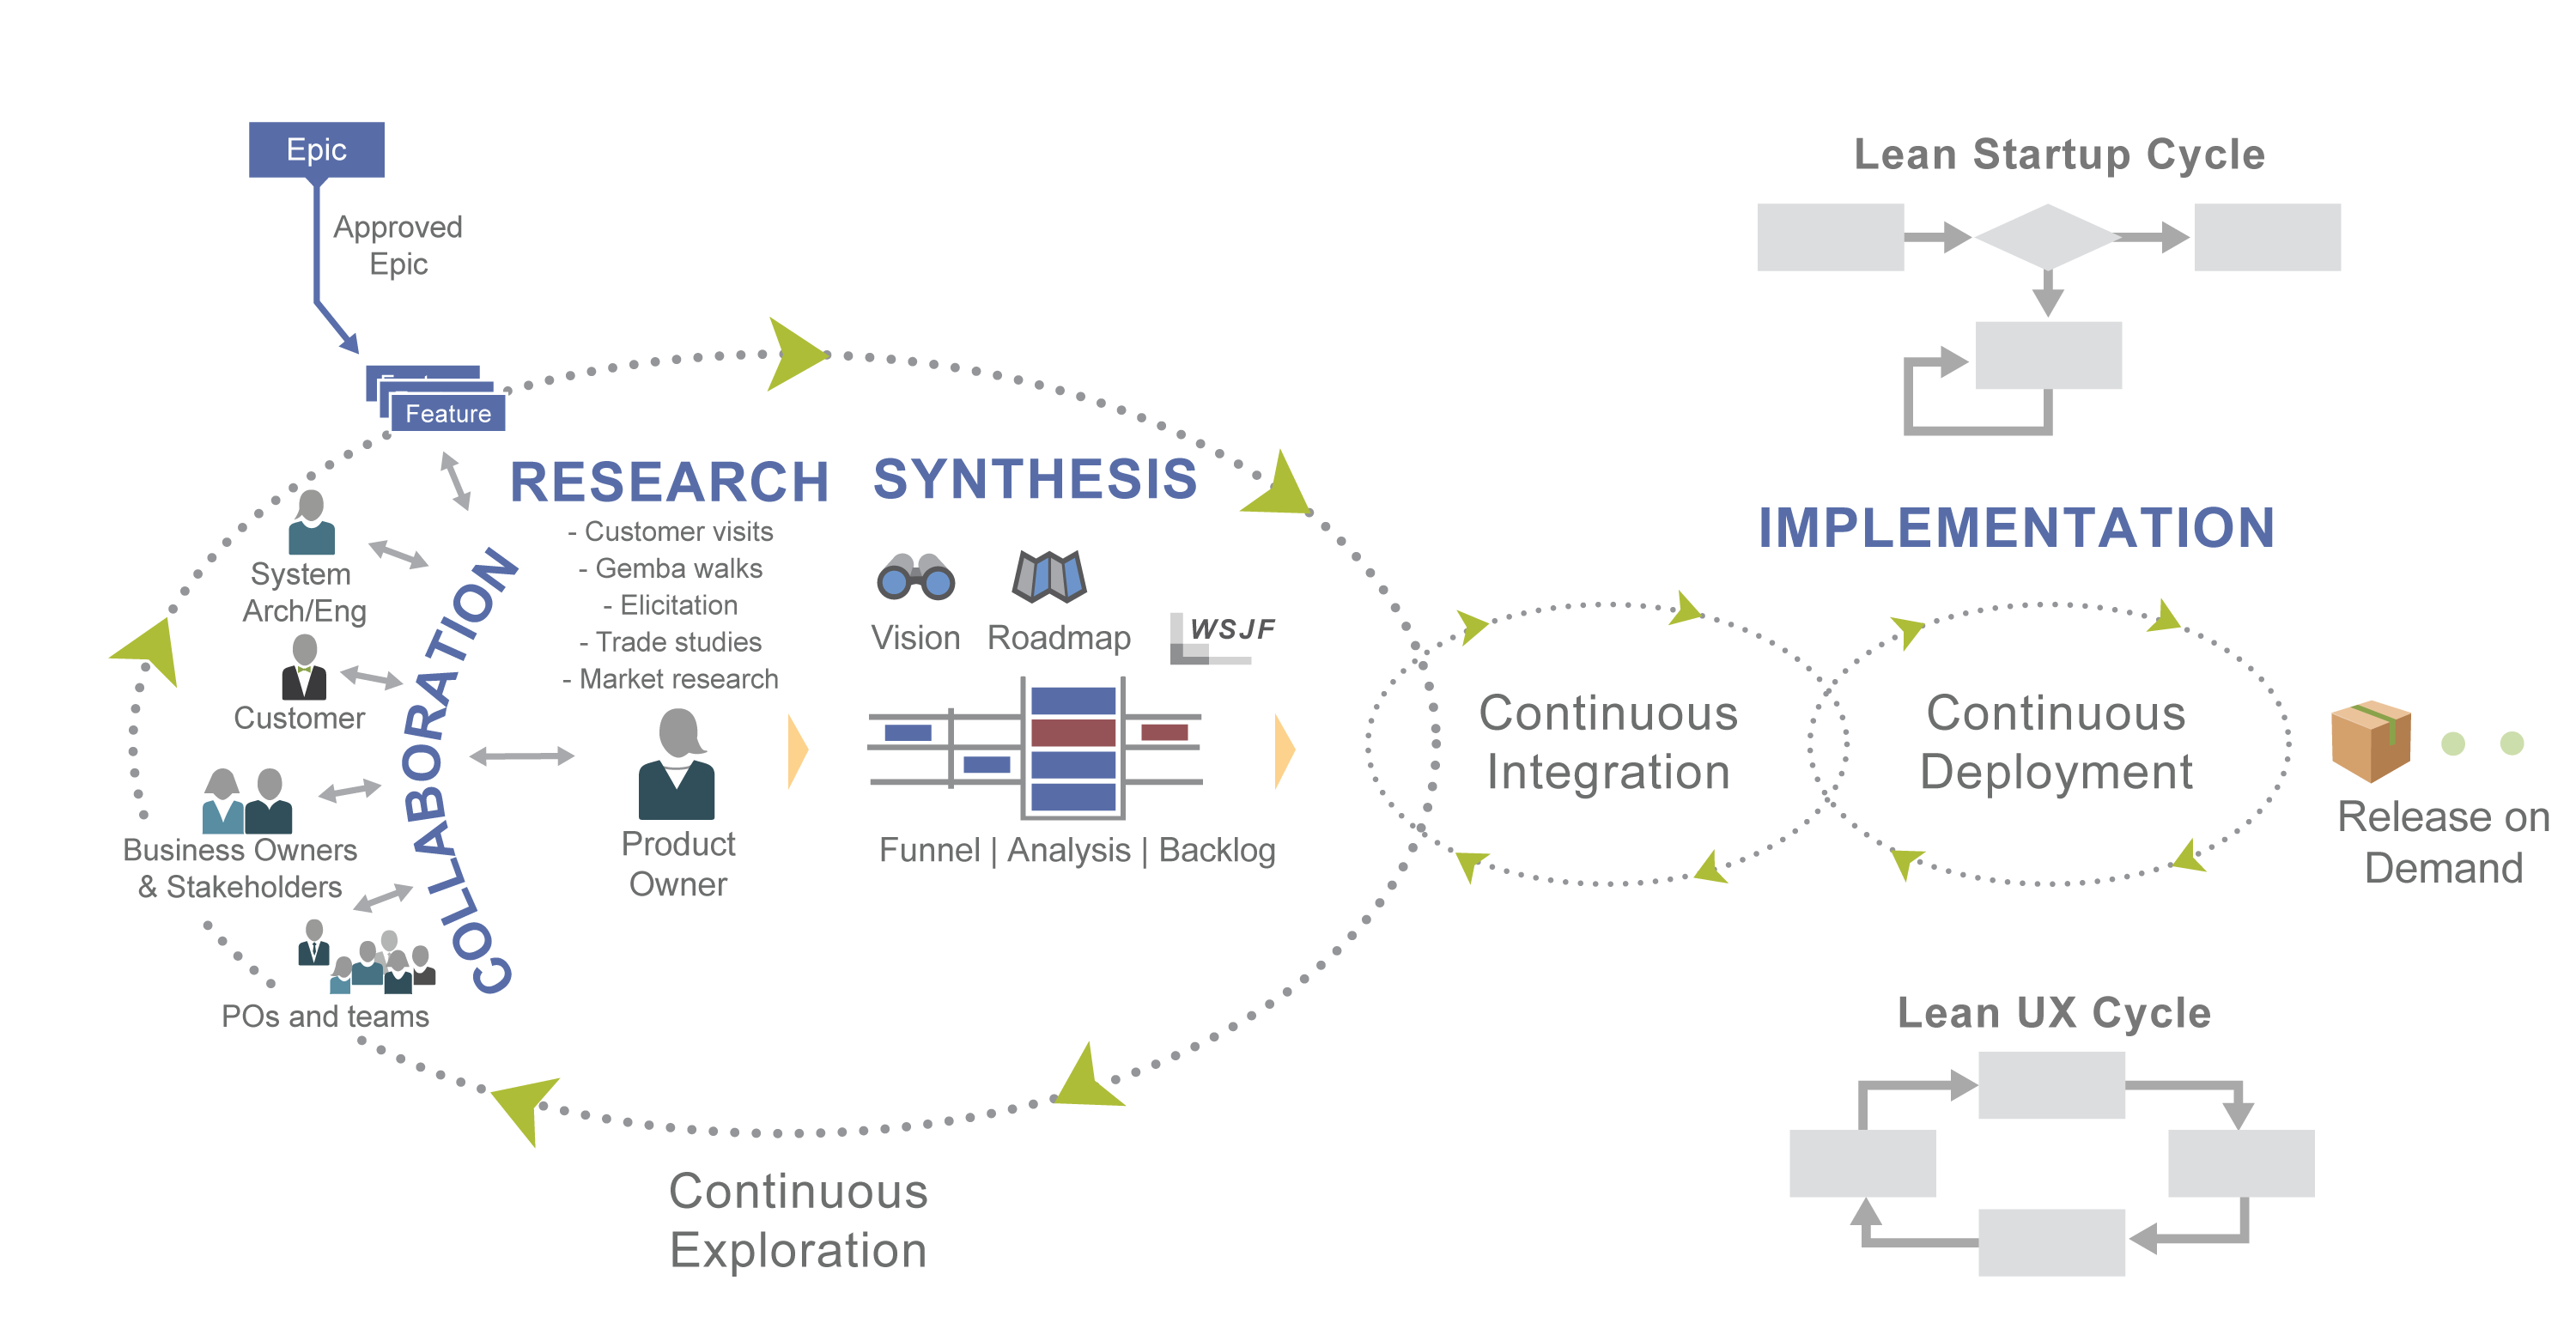 Epic
Approved
Epic
Feature
RESEARCH
- Customer visits
- Gemba walks
- Elicitation
- Trade studies
- Market research
SYNTHESIS
Vision
Roadmap
WSJF
Funnel | Analysis | Backlog
COLLABORATION
System
Arch/Eng
Customer
Business Owners
& Stakeholders
POs and teams
Product
Owner
Continuous
Exploration
Lean Startup Cycle
IMPLEMENTATION
Continuous
Integration
Continuous
Deployment
Release on
Demand
Lean UX Cycle